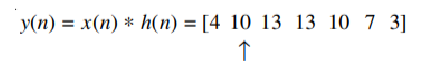 y(n) = x(n) * h(n) = [4 10 13 13 10 7 3]
↑